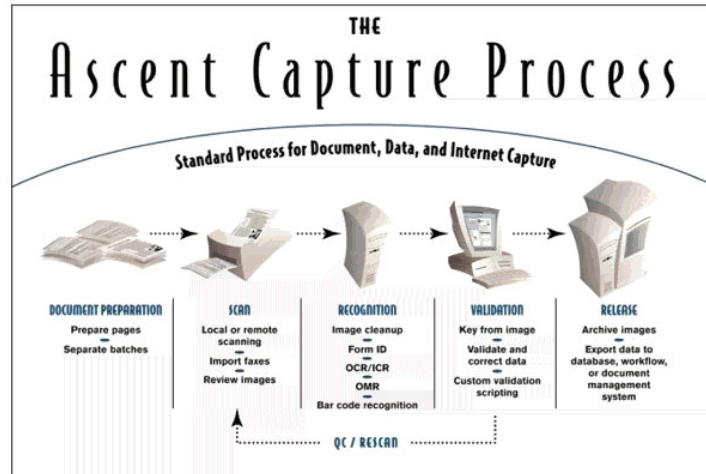 THE
Ascent Capture Process
Standard Process for Document, Data, and Internet Capture
DOCUMENT PREPARATION
Prepare pages
Separate batches
SCAN
Local or remote
scanning
Import faxes
Review images
RECOGNITION
Image cleanup
Form ID
OCR/ICR
OMR
Bar code recognition
VALIDATION
Key from image
Validate and
correct data
Custom validation
scripting
RELEASE
Archive images
Export data to
database, workflow,
or document
management
system
QC / RESCAN